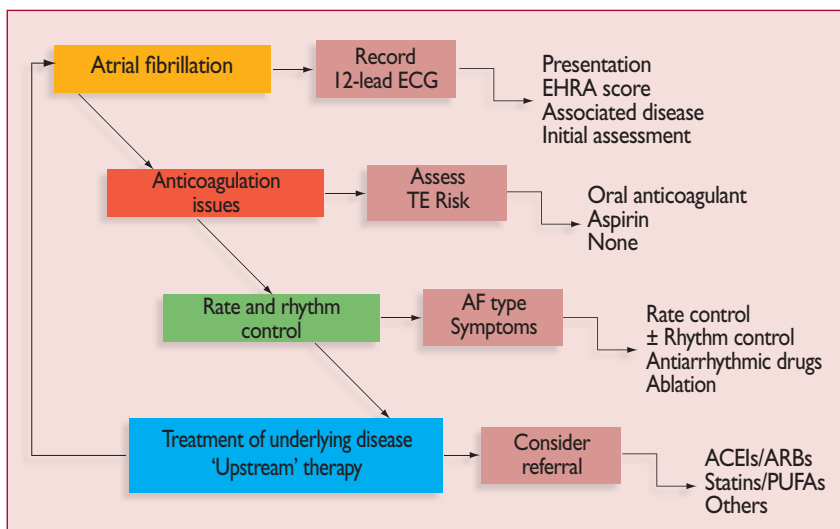 Atrial fibrillation
Record
12-lead ECG
Presentation
EHRA score
Associated disease
Initial assessment
Anticoagulation
issues
Assess
TE Risk
Oral anticoagulant
Aspirin
None
Rate and rhythm
control
AF type
Symptoms
Rate control
± Rhythm control
Antiarrhythmic drugs
Ablation
Treatment of underlying disease
‘Upstream’ therapy
Consider
referral
ACEIs/ARBs
Statins/PUFAs
Others